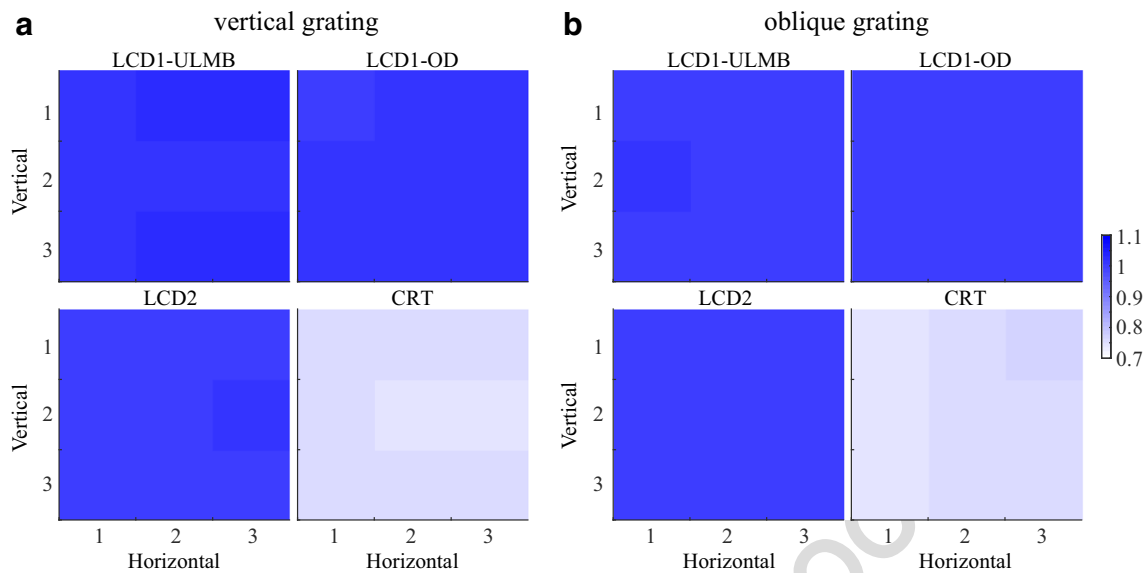 a vertical grating
LCD1-ULMB LCD1-OD
Vertical
1
2
3
LCD2 CRT
Vertical
1
2
3
1 2 3 1 2 3
Horizontal Horizontal
b oblique grating
LCD1-ULMB LCD1-OD
Vertical
1
2
3
LCD2 CRT
Vertical
1
2
3
1 2 3 1 2 3
Horizontal Horizontal
1.1
1
0.9
0.8
0.7